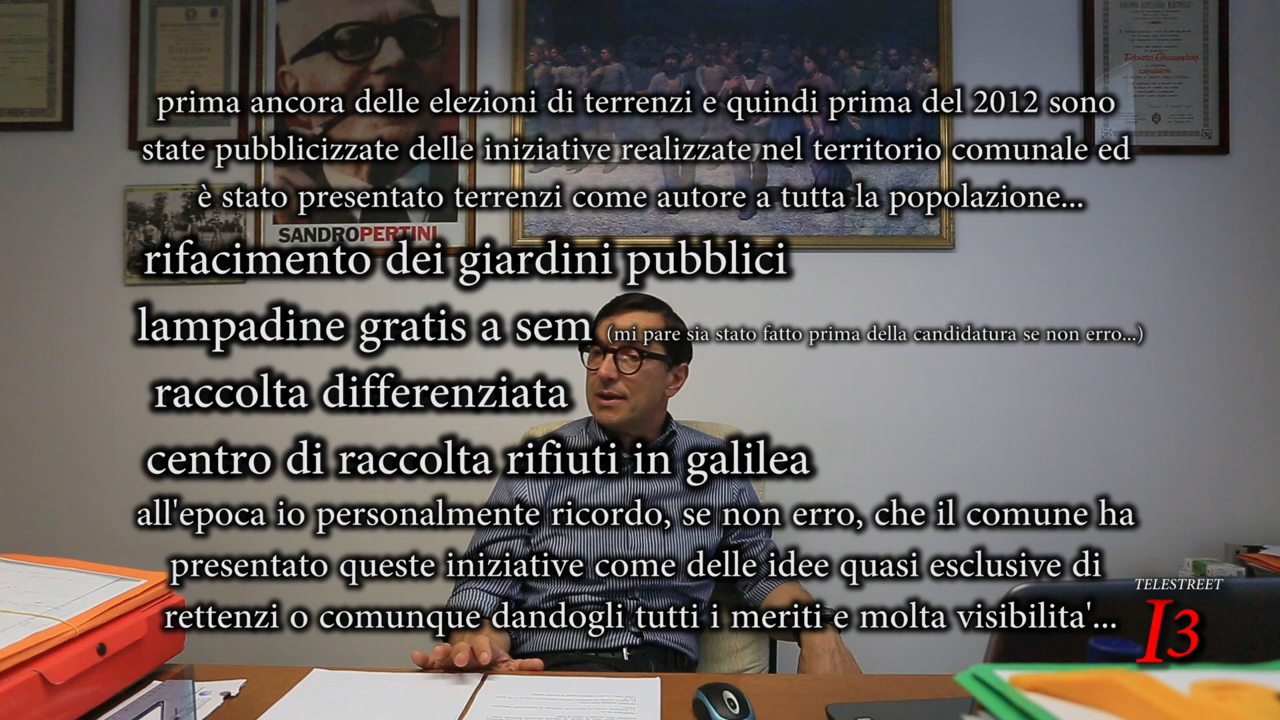 prima ancora delle elezioni di terrenzi e quindi prima del 2012 sono
state pubblicizzate delle iniziative realizzate nel territorio comunale ed
è stato presentato terrenzi come autore a tutta la popolazione...
SANDROPERTINI
rifacimento dei giardini pubblici
lampadine gratis a sem (mi pare sia stato fatto prima della candidatura se non erro...)
raccolta differenziata
centro di raccolta rifiuti in galilea
all'epoca io personalmente ricordo, se non erro, che il comune ha
presentato queste iniziative come delle idee quasi esclusive di
rettenzi o comunque dandogli tutti i meriti e molta visibilita'...
TELESTREET
I3